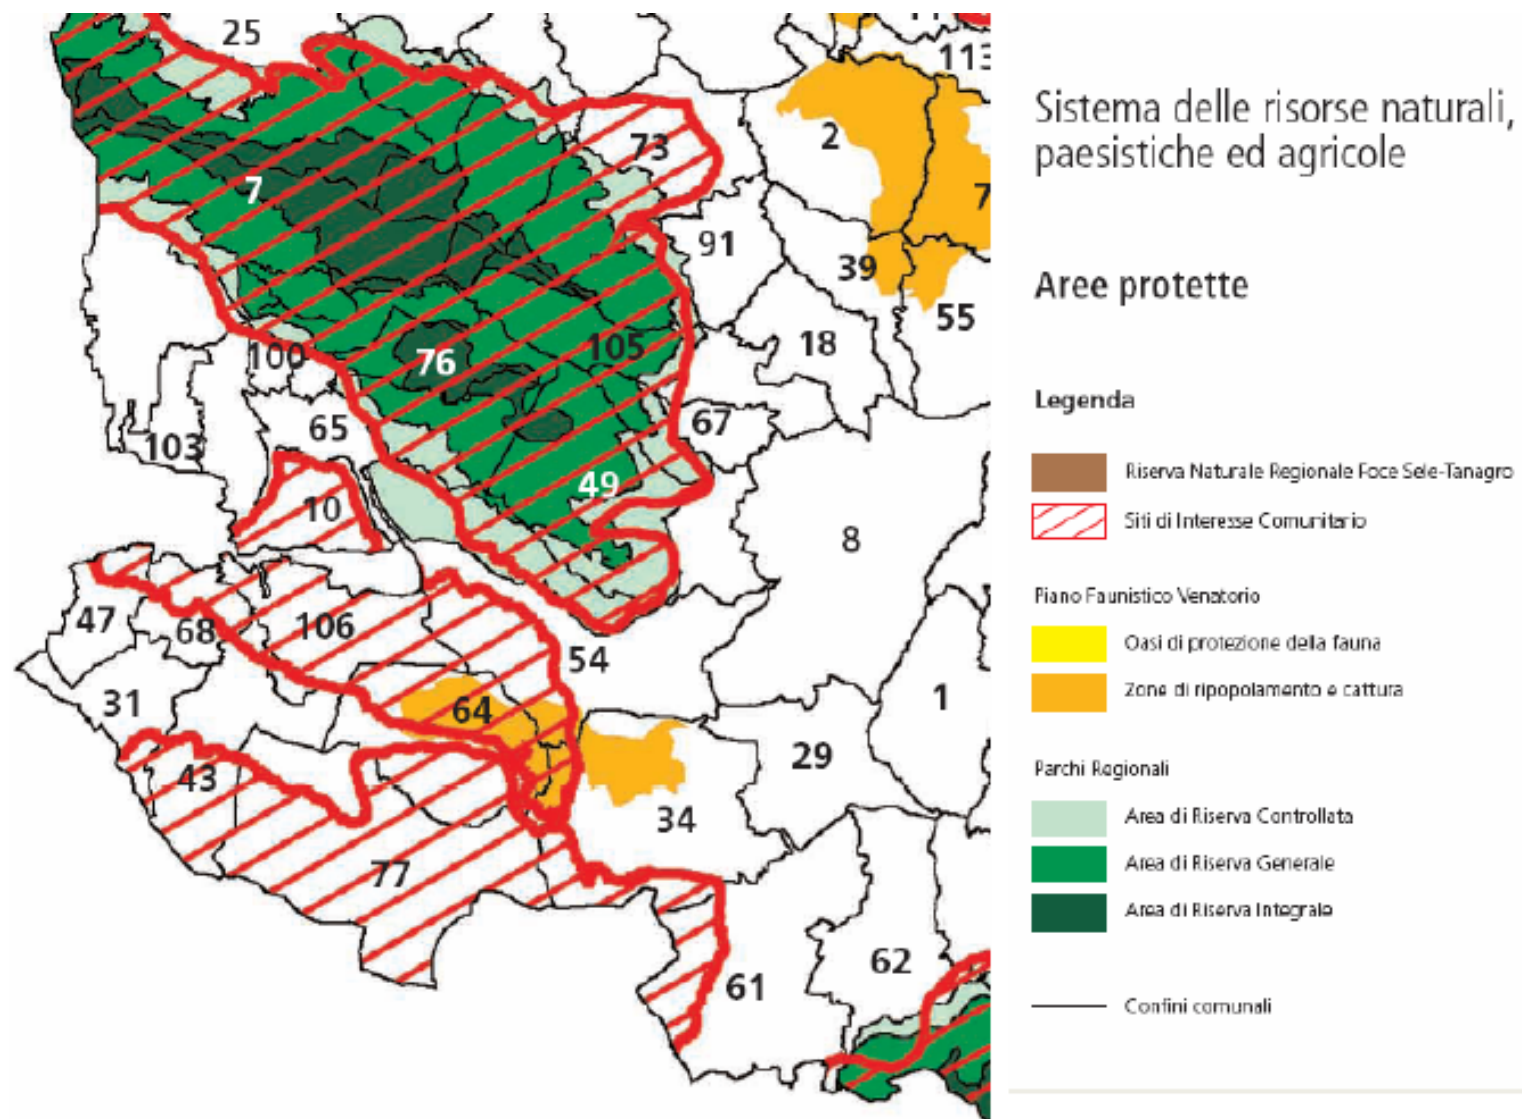 25
113
2
73
7
7
91
39
55
18
100
76
105
67
65
103
49
10
8
47
68
106
54
31
64
1
29
43
34
77
62
61
Sistema delle risorse naturali,
paesistiche ed agricole
Aree protette
Legenda
Riserva Naturale Regionale Foce Sele-Tanagro
Siti di Interesse Comunitario
Piano Faunistico Venatorio
Oasi di protezione della fauna
Zone di ripopolamento e cattura
Parchi Regionali
Area di Riserva Controllata
Area di Riserva Generale
Area di Riserva Integrale
Confini comunali